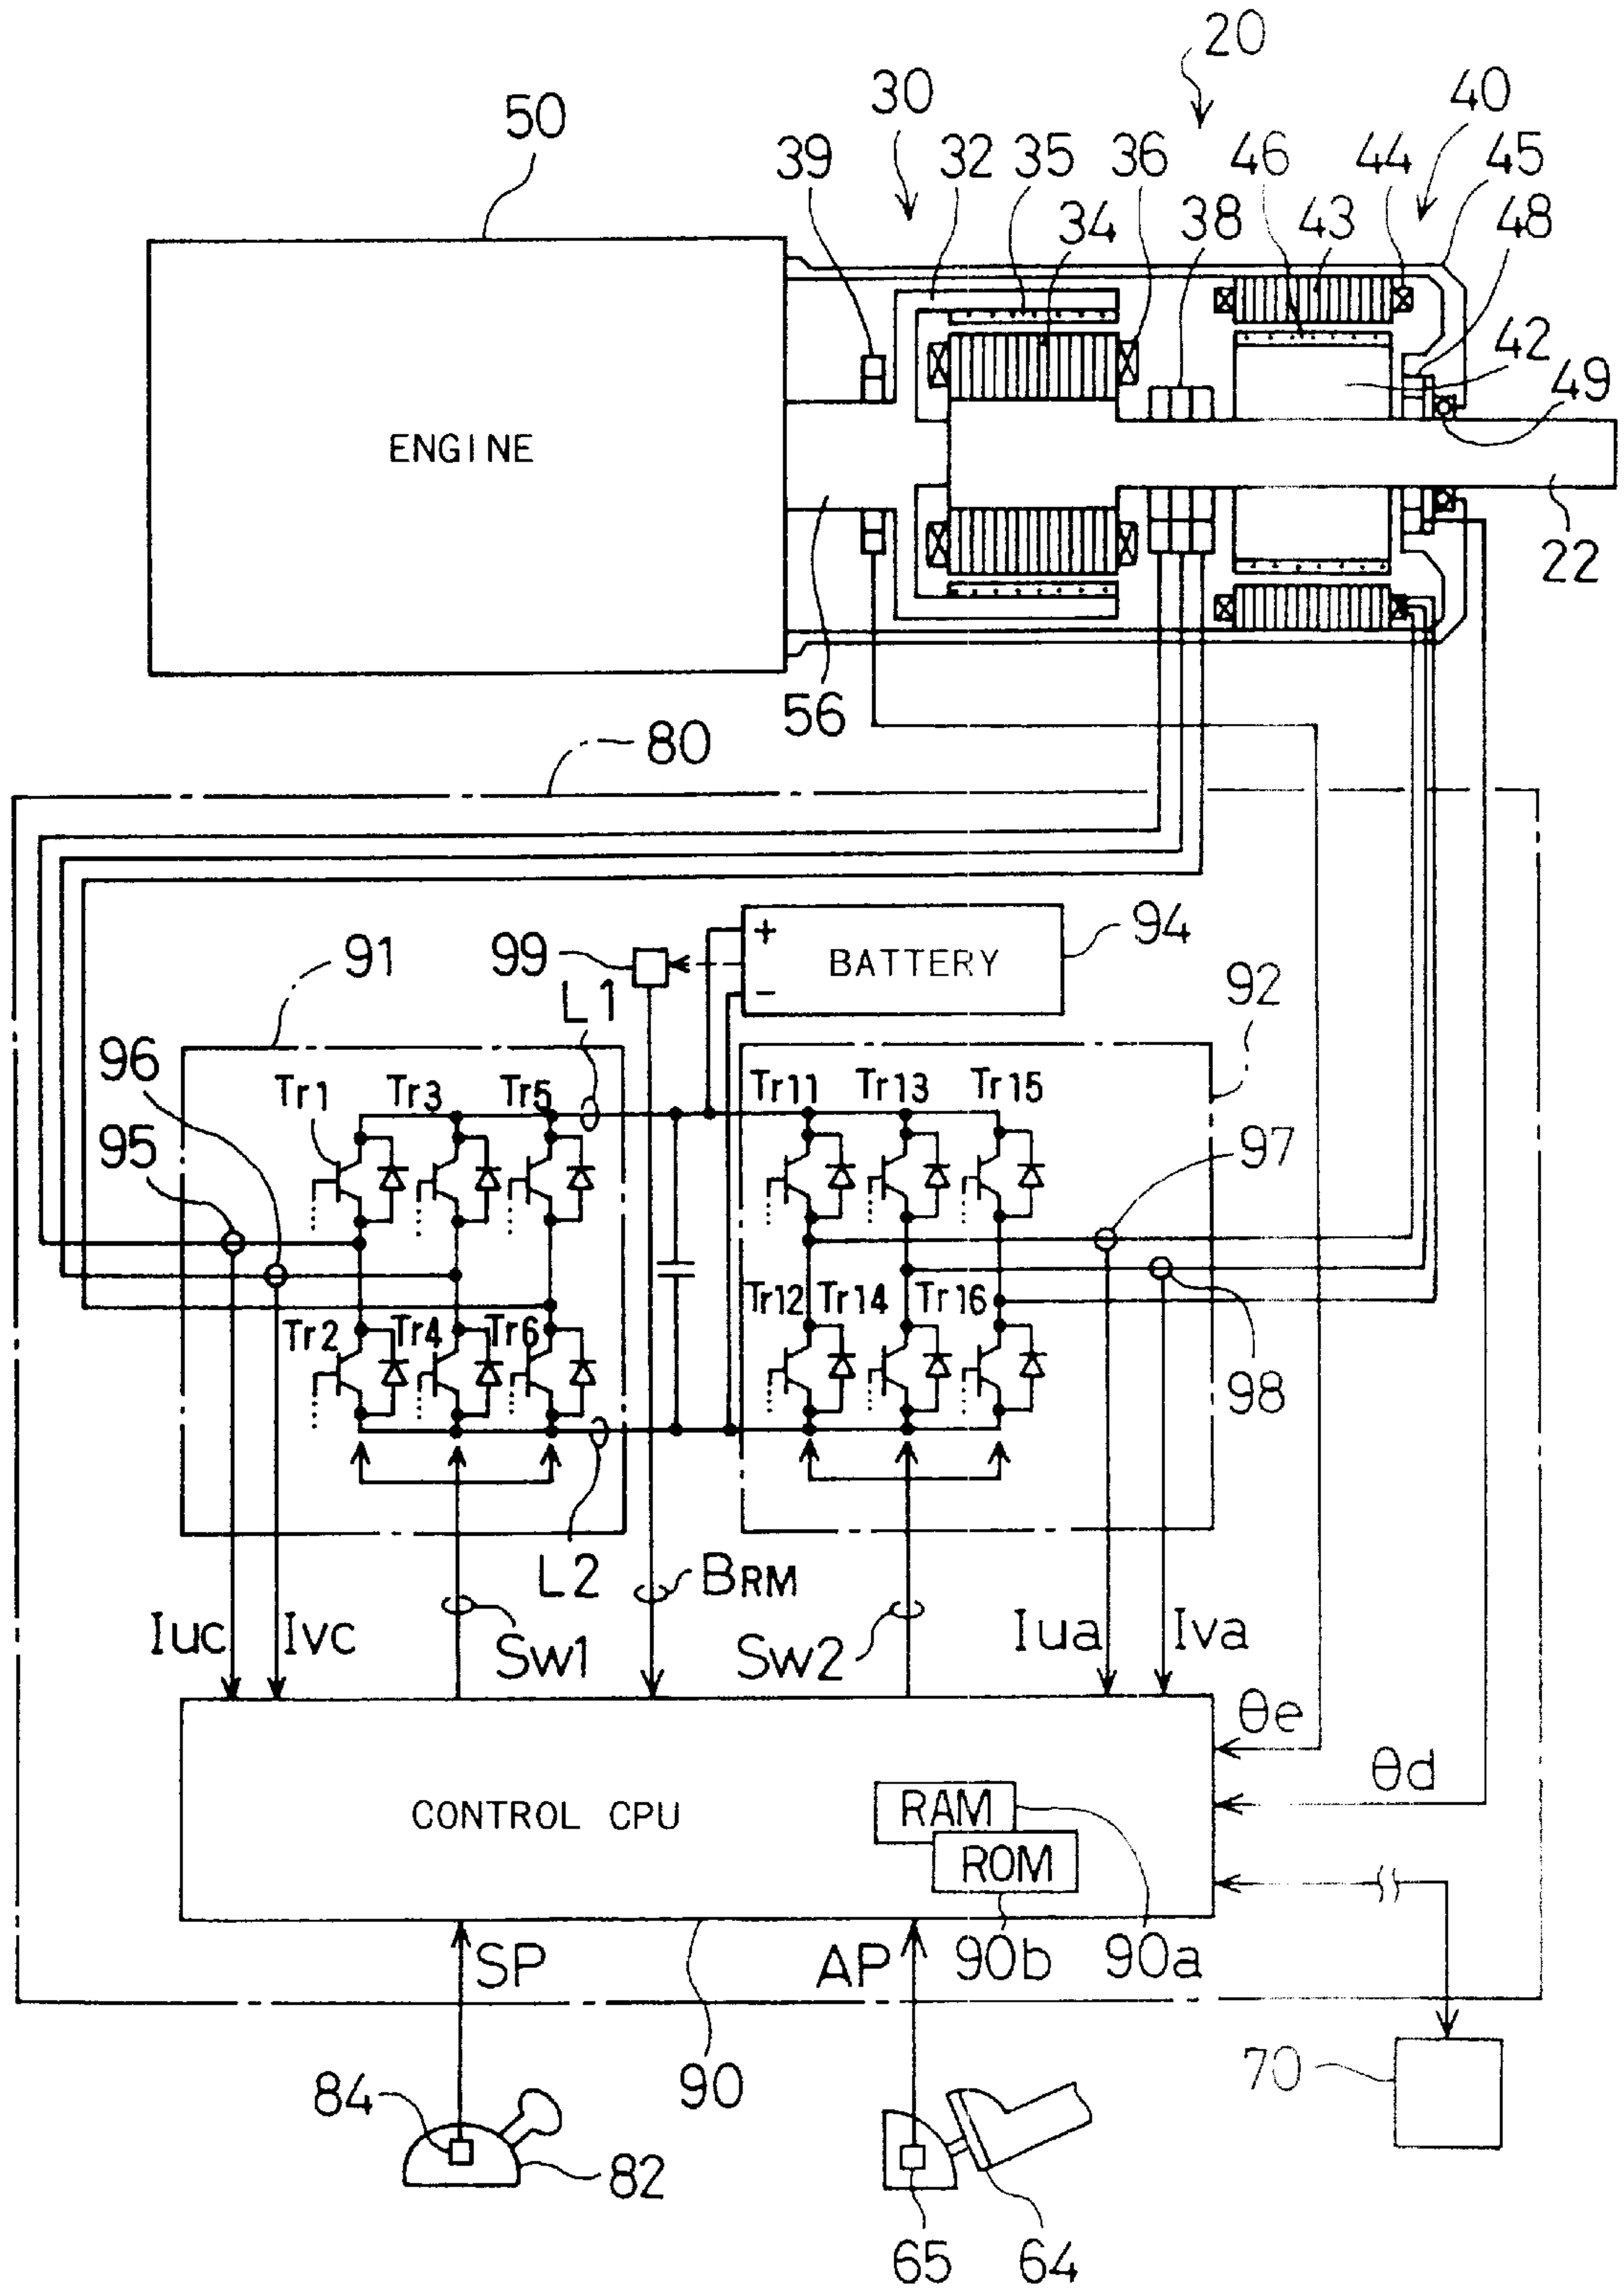 20
30
40
50
39
32
35
36
46
44
45
34
38
43
48
42
49
ENGINE
22
56
80
94
+
BATTERY
−
91
99
L1
92
96
Tr1
Tr3
Tr5
Tr11
Tr13
Tr15
95
97
Tr2
Tr4
Tr6
Tr12
Tr14
Tr16
98
L2
BRM
Iuc
Ivc
Sw1
Sw2
Iua
Iva
θe
θd
CONTROL CPU
RAM
ROM
SP
AP
90b
90a
84
90
70
82
65
64